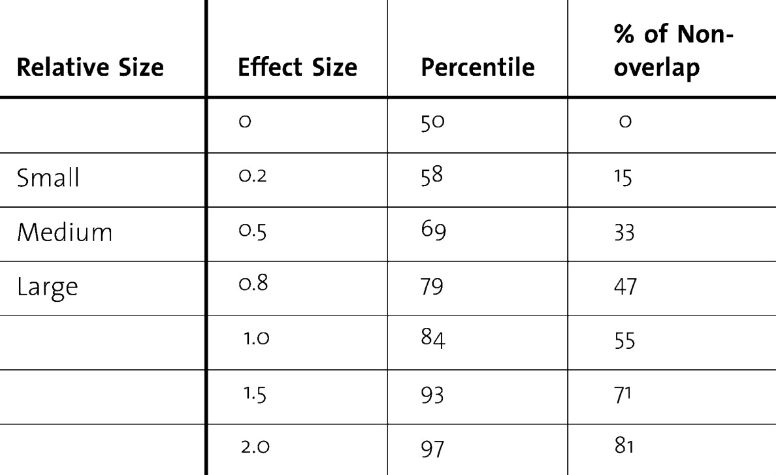 Relative Size Effect Size Percentile % of Non-
overlap
0 50 0
Small 0.2 58 15
Medium 0.5 69 33
Large 0.8 79 47
1.0 84 55
1.5 93 71
2.0 97 81